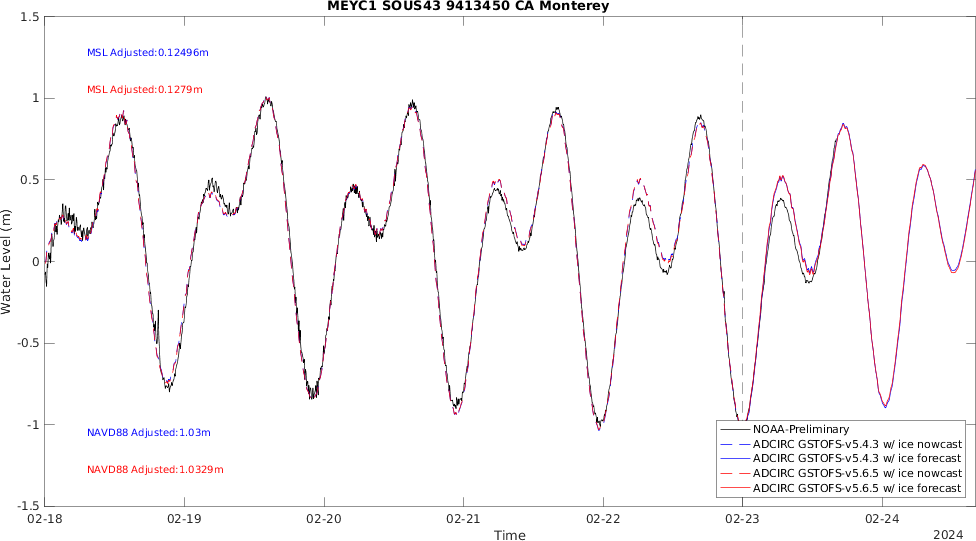 MEYC1 SOUS43 9413450 CA Monterey
1.5
1
0.5
0
-0.5
-1
-1.5
Water Level (m)
MSL Adjusted:0.12496m
MSL Adjusted:0.1279m
NAVD88 Adjusted:1.03m
NAVD88 Adjusted:1.0329m
NOAA-Preliminary
ADCIRC GSTOFS-v5.4.3 w/ ice nowcast
ADCIRC GSTOFS-v5.4.3 w/ ice forecast
ADCIRC GSTOFS-v5.6.5 w/ ice nowcast
ADCIRC GSTOFS-v5.6.5 w/ ice forecast
02-18 02-19 02-20 02-21 02-22 02-23 02-24
Time
2024